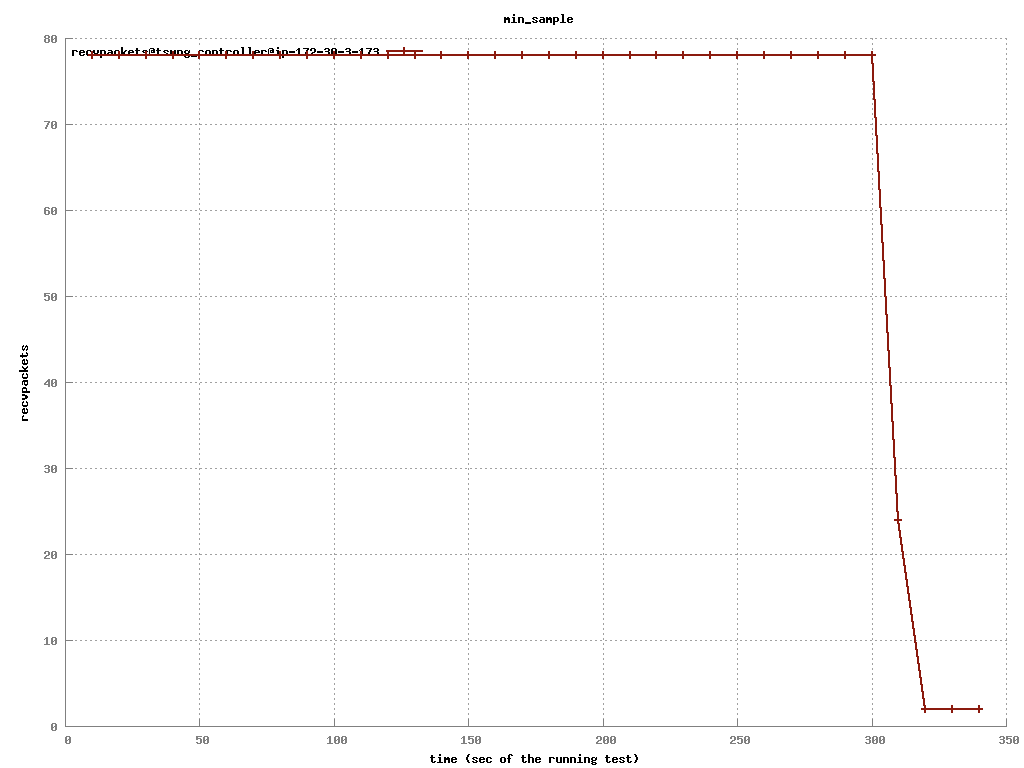 min_sample
recvpackets@tsung_controller@ip-172-30-3-173
80
70
60
50
40
30
20
10
0
recvpackets
0 50 100 150 200 250 300 350
time (sec of the running test)